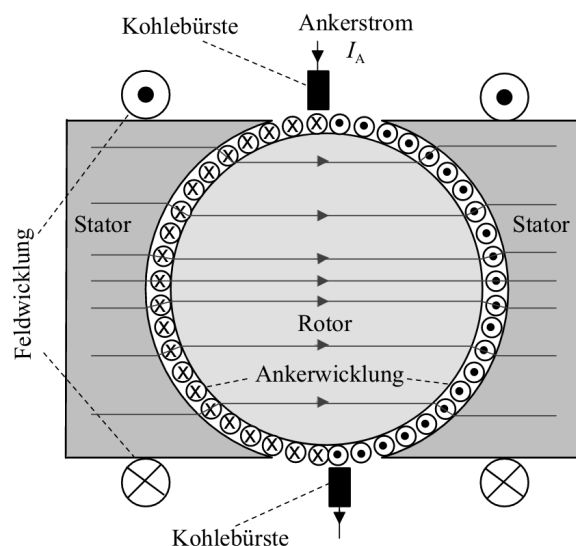 Kohlebürste
Ankerstrom
I_A
Stator
Stator
Feldwicklung
Rotor
Ankerwicklung
Kohlebürste